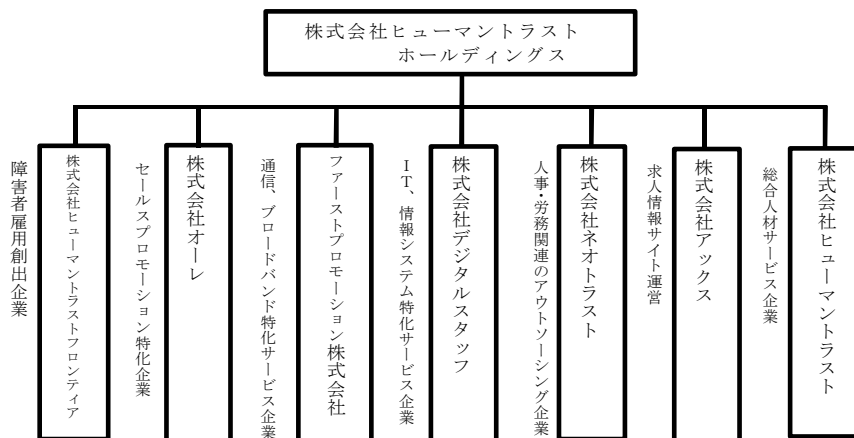 株式会社ヒューマントラスト
ホールディングス
株式会社ヒューマントラスト
総合人材サービス企業
株式会社アックス
求人情報サイト運営
株式会社ネオトラスト
人事・労務関連のアウトソーシング企業
株式会社デジタルスタッフ
IT、情報システム特化サービス企業
ファーストプロモーション株式会社
通信、ブロードバンド特化サービス企業
株式会社オーレ
セールスプロモーション特化企業
株式会社ヒューマントラストフロンティア
障害者雇用創出企業